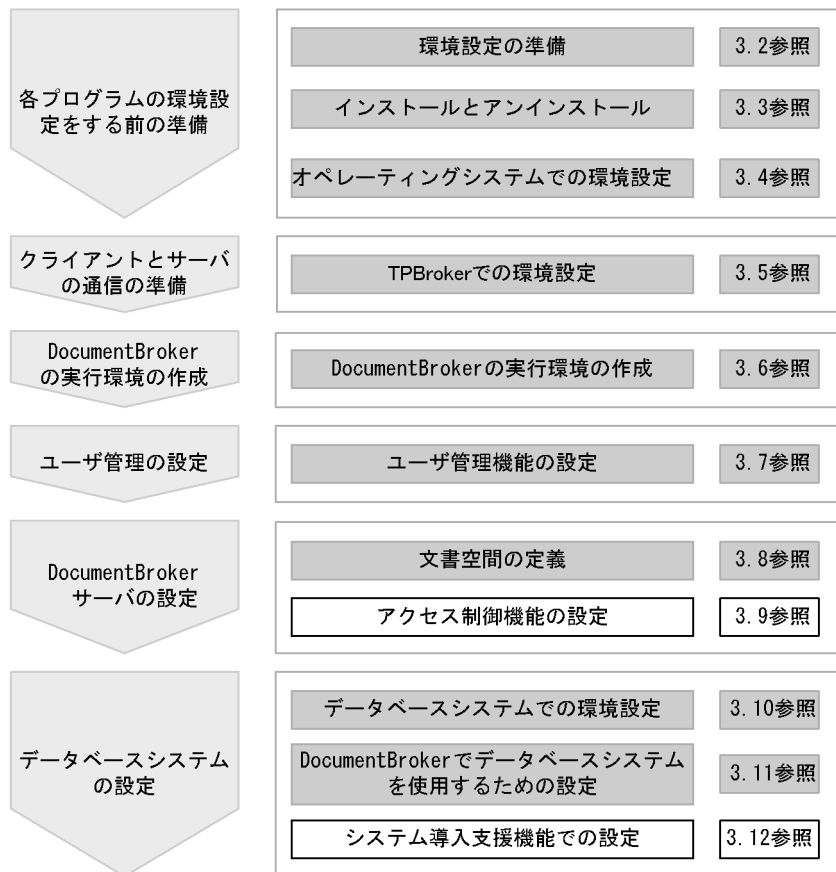 各プログラムの環境設
定をする前の準備
環境設定の準備 3.2参照
インストールとアンインストール 3.3参照
オペレーティングシステムでの環境設定 3.4参照
クライアントとサーバ
の通信の準備
TPBrokerでの環境設定 3.5参照
DocumentBroker
の実行環境の作成
DocumentBrokerの実行環境の作成 3.6参照
ユーザ管理の設定
ユーザ管理機能の設定 3.7参照
DocumentBroker
サーバの設定
文書空間の定義 3.8参照
アクセス制御機能の設定 3.9参照
データベースシステム
の設定
データベースシステムでの環境設定 3.10参照
DocumentBrokerでデータベースシステム
を使用するための設定 3.11参照
システム導入支援機能での設定 3.12参照